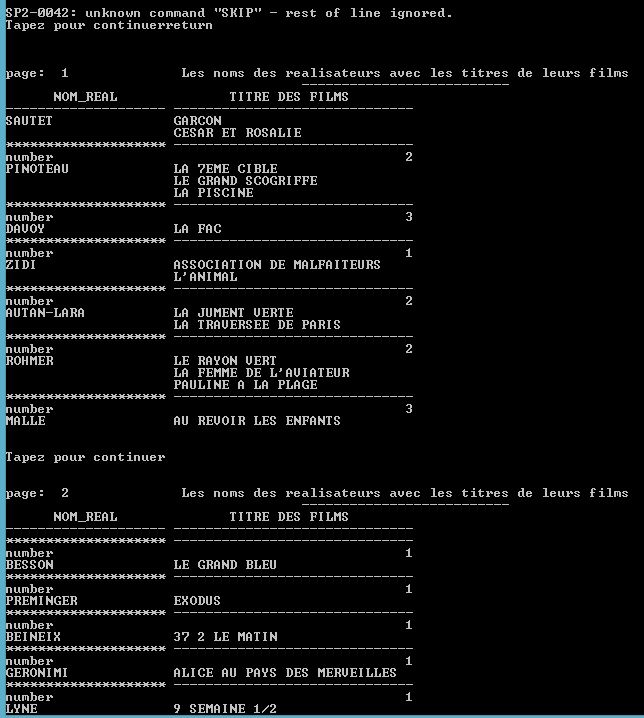 SP2-0042: unknown command "SKIP" - rest of line ignored.
Tapez pour continuerreturn
page: 1 Les noms des realisateurs avec les titres de leurs films
NOM_REAL TITRE DES FILMS
SAUTET GARCON
CESAR ET ROSALIE
********************
number 2
PINOTEAU LA 7EME CIBLE
LE GRAND SCOGRIFFE
LA PISCINE
********************
number 3
DAVOY LA FAC
********************
number 1
ZIDI ASSOCIATION DE MALFAITEURS
L'ANIMAL
********************
number 2
AUTAN-LARA LA JUMENT VERTE
LA TRAVERSEE DE PARIS
********************
number 2
ROHMER LE RAYON VERT
LA FEMME DE L'AVIATEUR
PAULINE A LA PLAGE
********************
number 3
MALLE AU REVOIR LES ENFANTS
Tapez pour continuer
page: 2 Les noms des realisateurs avec les titres de leurs films
NOM_REAL TITRE DES FILMS
********************
number 1
BESSON LE GRAND BLEU
********************
number 1
PREMINGER EXODUS
********************
number 1
BEINEIX 37 2 LE MATIN
********************
number 1
GERONIMI ALICE AU PAYS DES MERVEILLES
********************
number 1
LYNE 9 SEMAINE 1/2